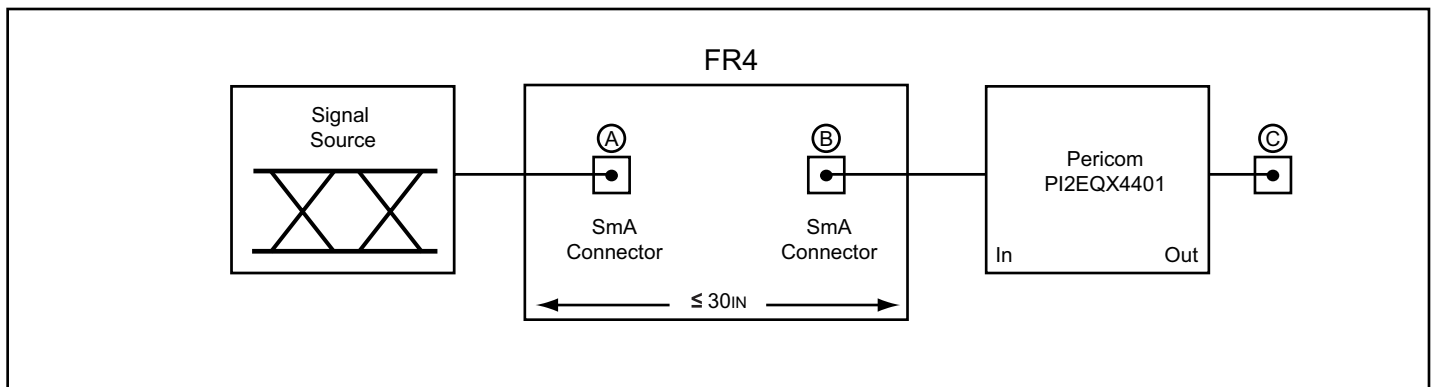 FR4
Signal
Source
A
B
C
SmA
Connector
SmA
Connector
Pericom
PI2EQX4401
In
Out
≤ 30IN